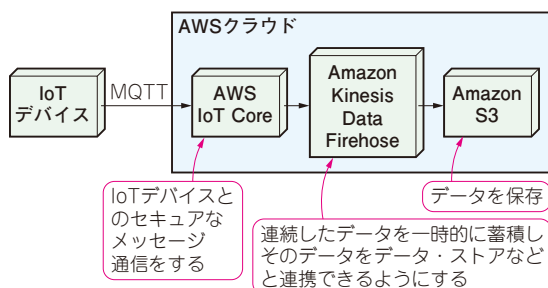 AWSクラウド
IoT
デバイス
MQTT
AWS
IoT Core
Amazon
Kinesis
Data
Firehose
Amazon
S3
IoTデバイスと
のセキュアな
メッセージ
通信をする
連続したデータを一時的に蓄積し
そのデータをデータ・ストアなど
と連携できるようにする
データを保存